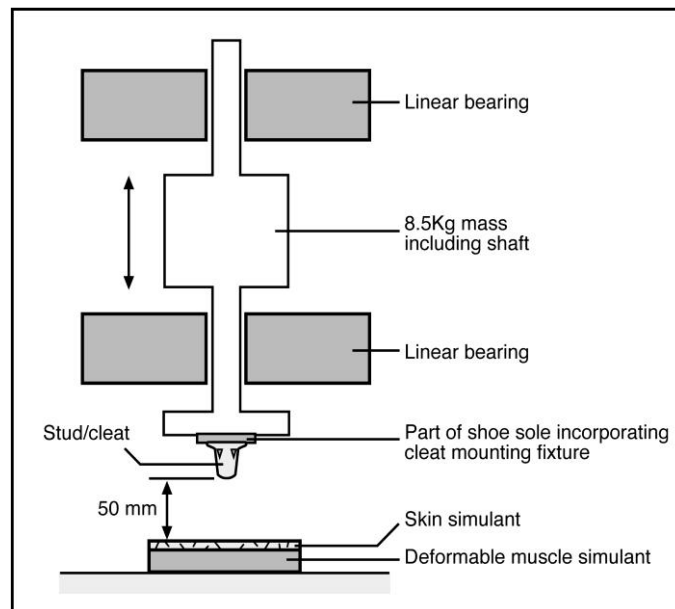 Linear bearing
8.5Kg mass
including shaft
Linear bearing
Stud/cleat
Part of shoe sole incorporating
cleat mounting fixture
50 mm
Skin simulant
Deformable muscle simulant